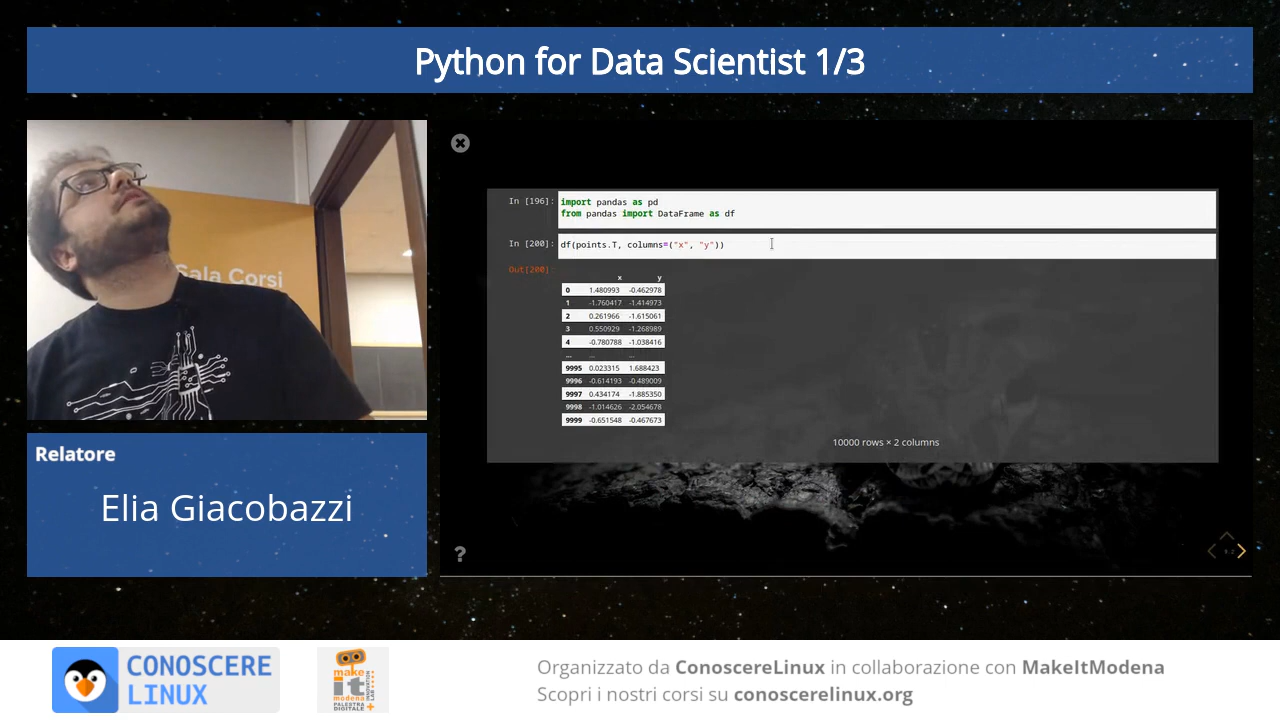 Python for Data Scientist 1/3
Sala Corsi
Relatore
Elia Giacobazzi
In [196]:
import pandas as pd
from pandas import DataFrame as df
In [200]:
df(points.T, columns=("x", "y"))
Out[200]:
x y
0 1.480993 -0.462978
1 -1.760417 -1.414973
2 0.261966 -1.615061
3 0.550929 -1.268989
4 -0.780788 -1.038416
... ... ...
9995 0.023315 1.688423
9996 -0.614193 -0.489009
9997 0.434174 -1.885350
9998 -1.014626 -2.054678
9999 -0.651548 -0.467673
10000 rows × 2 columns
?
CONOSCERE
LINUX
make
it
modena
PALESTRA
DIGITALE
INNOVATION
LAB
Organizzato da ConoscereLinux in collaborazione con MakeItModena
Scopri i nostri corsi su conoscerelinux.org